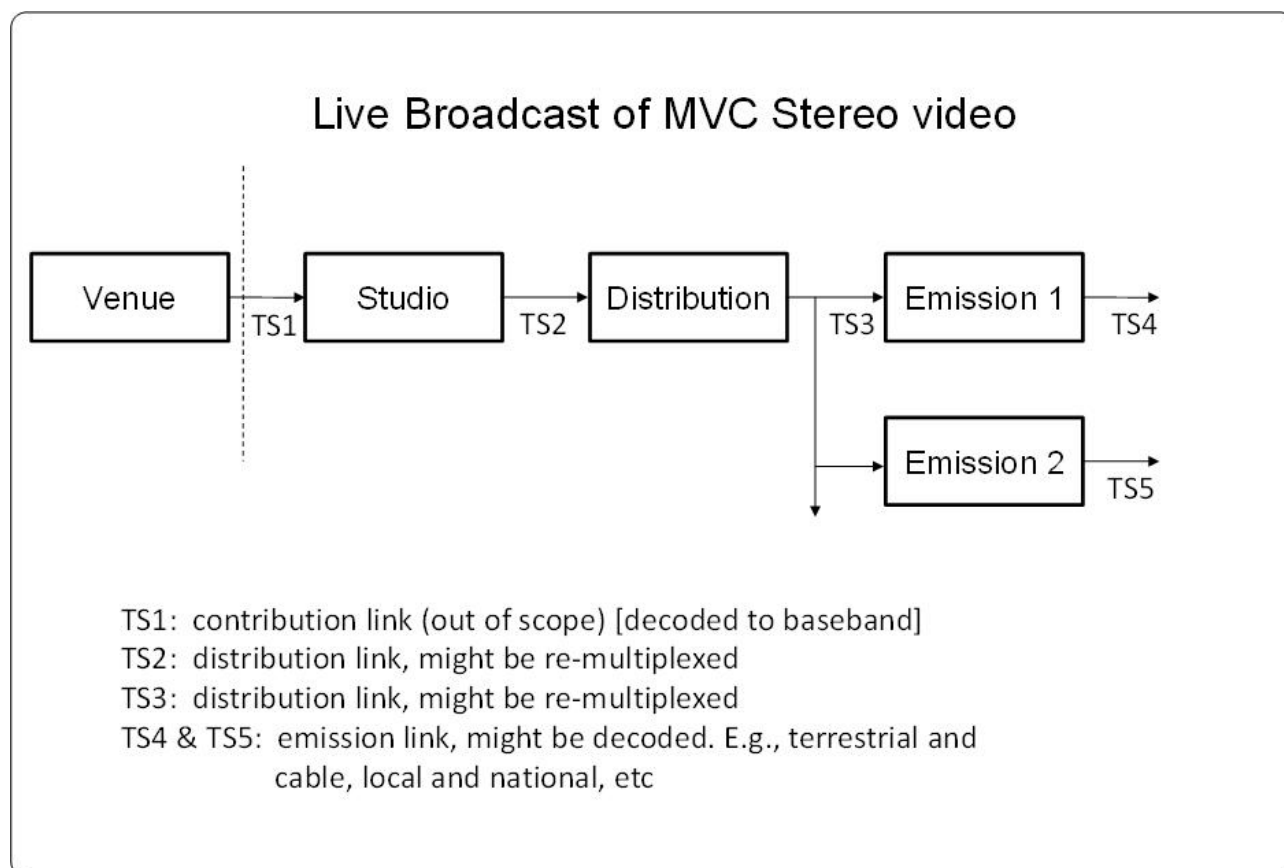 Live Broadcast of MVC Stereo video
Venue
TS1
Studio
TS2
Distribution
TS3
Emission 1
TS4
Emission 2
TS5
TS1: contribution link (out of scope) [decoded to baseband]
TS2: distribution link, might be re-multiplexed
TS3: distribution link, might be re-multiplexed
TS4 & TS5: emission link, might be decoded. E.g., terrestrial and
cable, local and national, etc